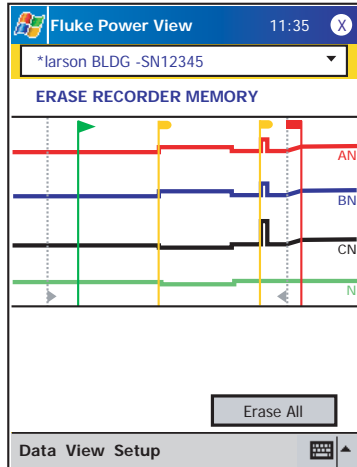 Fluke Power View 11:35 X
*larson BLDG -SN12345
ERASE RECORDER MEMORY
AN
BN
CN
N
Erase All
Data View Setup